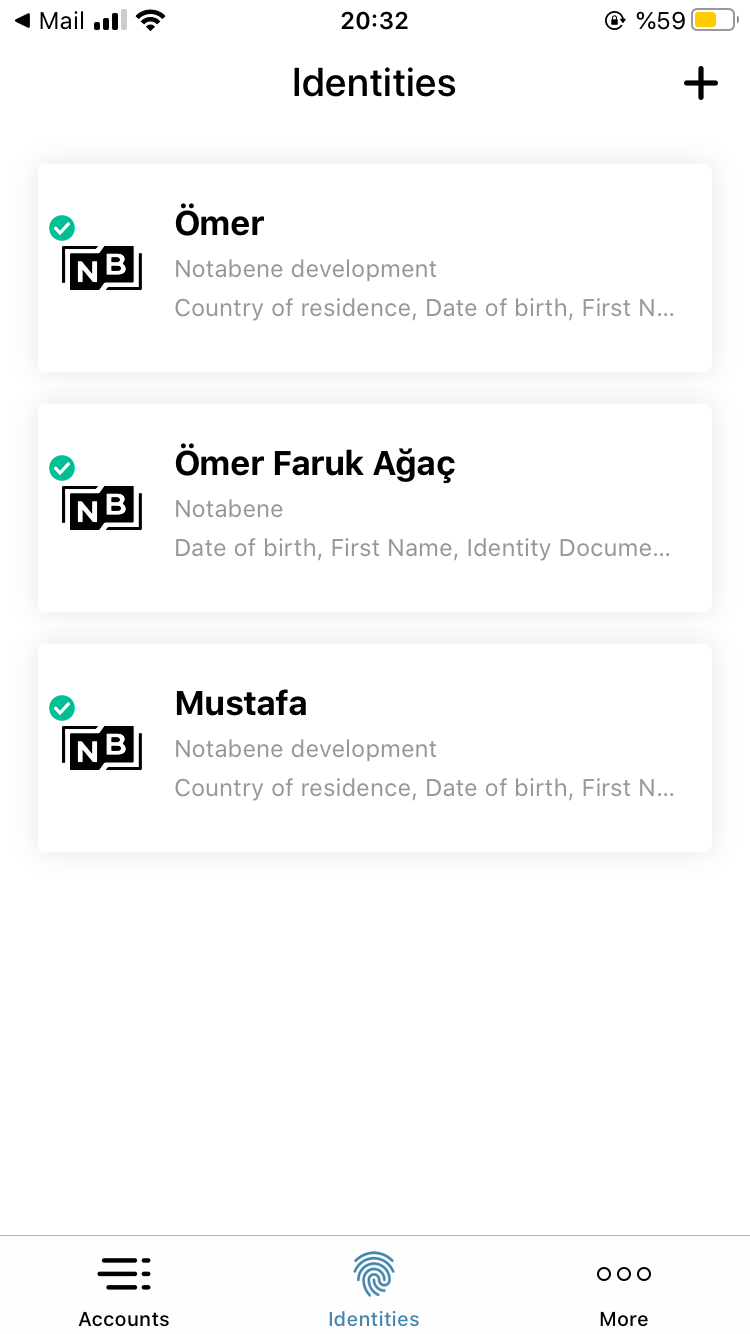 Mail 20:32 %59
Identities
Ömer
NB
Notabene development
Country of residence, Date of birth, First N...
Ömer Faruk Ağaç
NB
Notabene
Date of birth, First Name, Identity Docume...
Mustafa
NB
Notabene development
Country of residence, Date of birth, First N...
Accounts Identities More